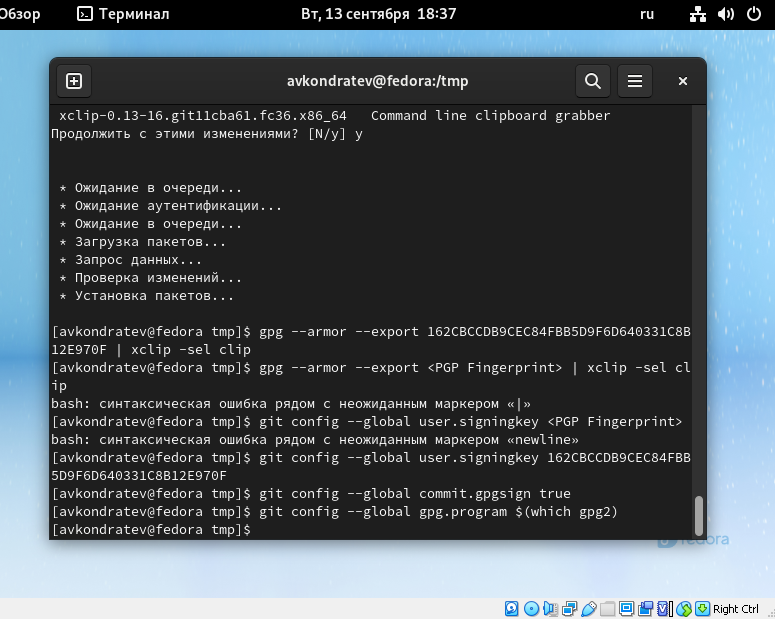 Обзор Терминал Вт, 13 сентября 18:37 ru
avkondratev@fedora:/tmp
xclip-0.13-16.git11cba61.fc36.x86_64 Command line clipboard grabber
Продолжить с этими изменениями? [N/y] y
* Ожидание в очереди...
* Ожидание аутентификации...
* Ожидание в очереди...
* Загрузка пакетов...
* Запрос данных...
* Проверка изменений...
* Установка пакетов...
[avkondratev@fedora tmp]$ gpg --armor --export 162CBCCDB9CEC84FBB5D9F6D640331C8B
12E970F | xclip -sel clip
[avkondratev@fedora tmp]$ gpg --armor --export <PGP Fingerprint> | xclip -sel cl
ip
bash: синтаксическая ошибка рядом с неожиданным маркером «|»
[avkondratev@fedora tmp]$ git config --global user.signingkey <PGP Fingerprint>
bash: синтаксическая ошибка рядом с неожиданным маркером «newline»
[avkondratev@fedora tmp]$ git config --global user.signingkey 162CBCCDB9CEC84FBB
5D9F6D640331C8B12E970F
[avkondratev@fedora tmp]$ git config --global commit.gpgsign true
[avkondratev@fedora tmp]$ git config --global gpg.program $(which gpg2)
[avkondratev@fedora tmp]$
fedora
Right Ctrl